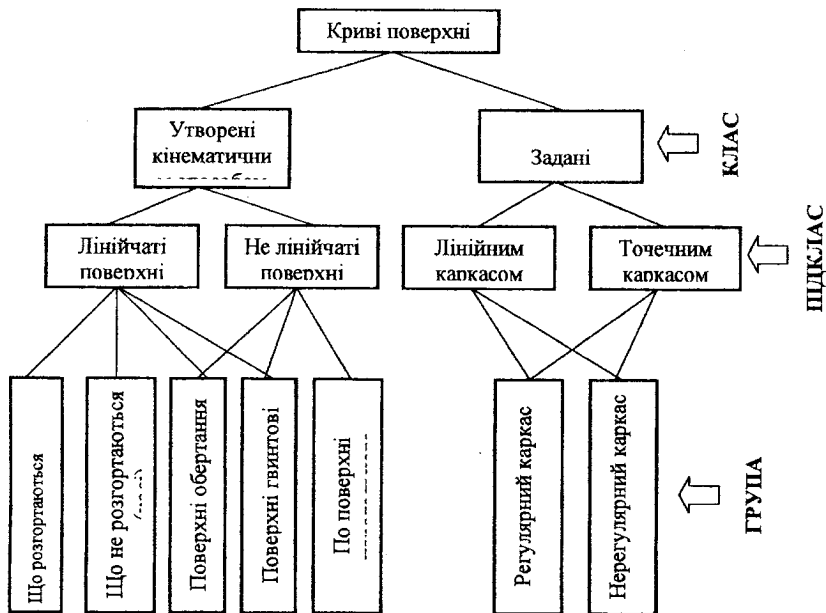 Криві поверхні
Утворені
кінематични
Задані
КЛАС
Лінійчаті
поверхні
Не лінійчаті
поверхні
Лінійним
каркасом
Точечним
каркасом
ПІДКЛАС
Що розгортаються
Що не розгортаються
Поверхні обертання
Поверхні гвинтові
По поверхні
Регулярний каркас
Нерегулярний каркас
ГРУПА